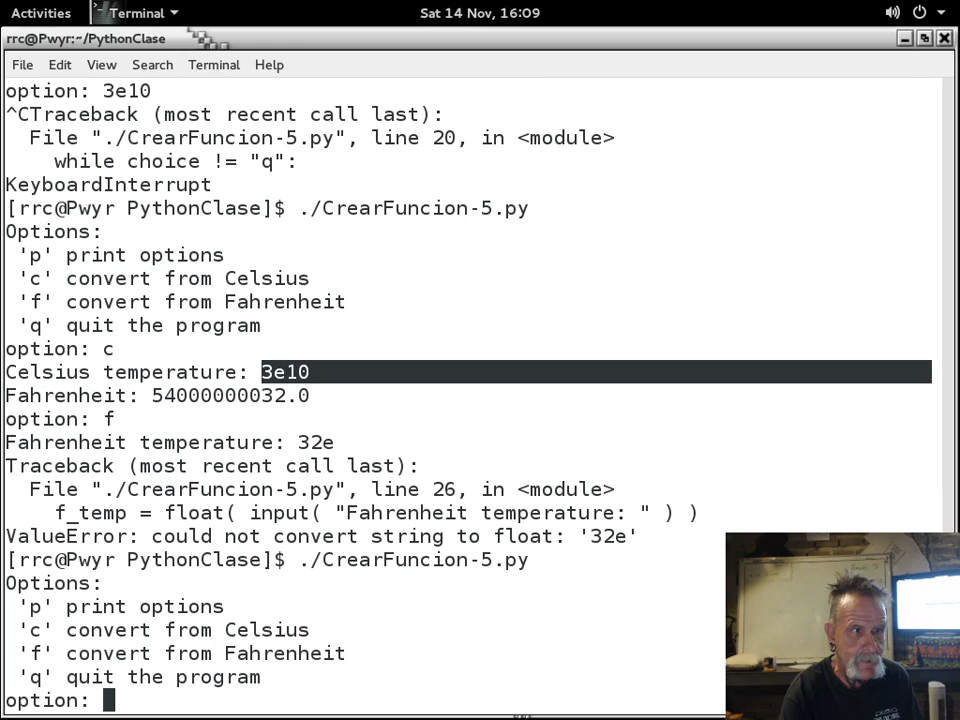 Activities Terminal Sat 14 Nov, 16:09
rrc@Pwyr:~/PythonClase
File Edit View Search Terminal Help
option: 3e10
^CTraceback (most recent call last):
  File "./CrearFuncion-5.py", line 20, in <module>
    while choice != "q":
KeyboardInterrupt
[rrc@Pwyr PythonClase]$ ./CrearFuncion-5.py
Options:
 'p' print options
 'c' convert from Celsius
 'f' convert from Fahrenheit
 'q' quit the program
option: c
Celsius temperature: 3e10
Fahrenheit: 54000000032.0
option: f
Fahrenheit temperature: 32e
Traceback (most recent call last):
  File "./CrearFuncion-5.py", line 26, in <module>
    f_temp = float( input( "Fahrenheit temperature: " ) )
ValueError: could not convert string to float: '32e'
[rrc@Pwyr PythonClase]$ ./CrearFuncion-5.py
Options:
 'p' print options
 'c' convert from Celsius
 'f' convert from Fahrenheit
 'q' quit the program
option: